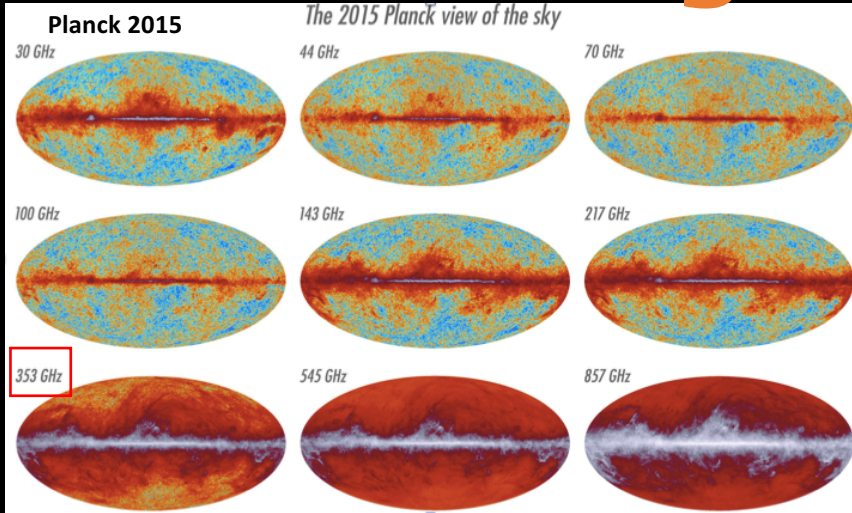 Planck 2015
The 2015 Planck view of the sky
30 GHz
44 GHz
70 GHz
100 GHz
143 GHz
217 GHz
353 GHz
545 GHz
857 GHz